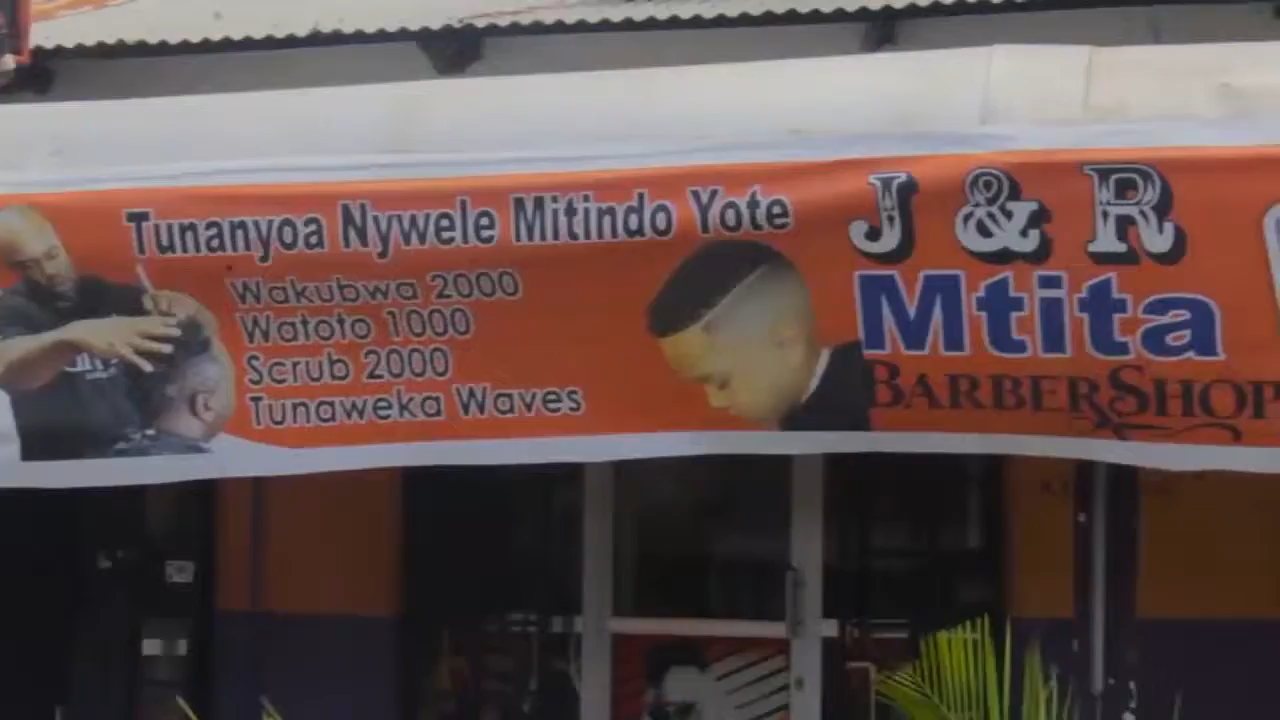 Tunanyoa Nywele Mitindo Yote
Wakubwa 2000
Watoto 1000
Scrub 2000
Tunaweka Waves
J & R
Mtita
BARBERSHOP